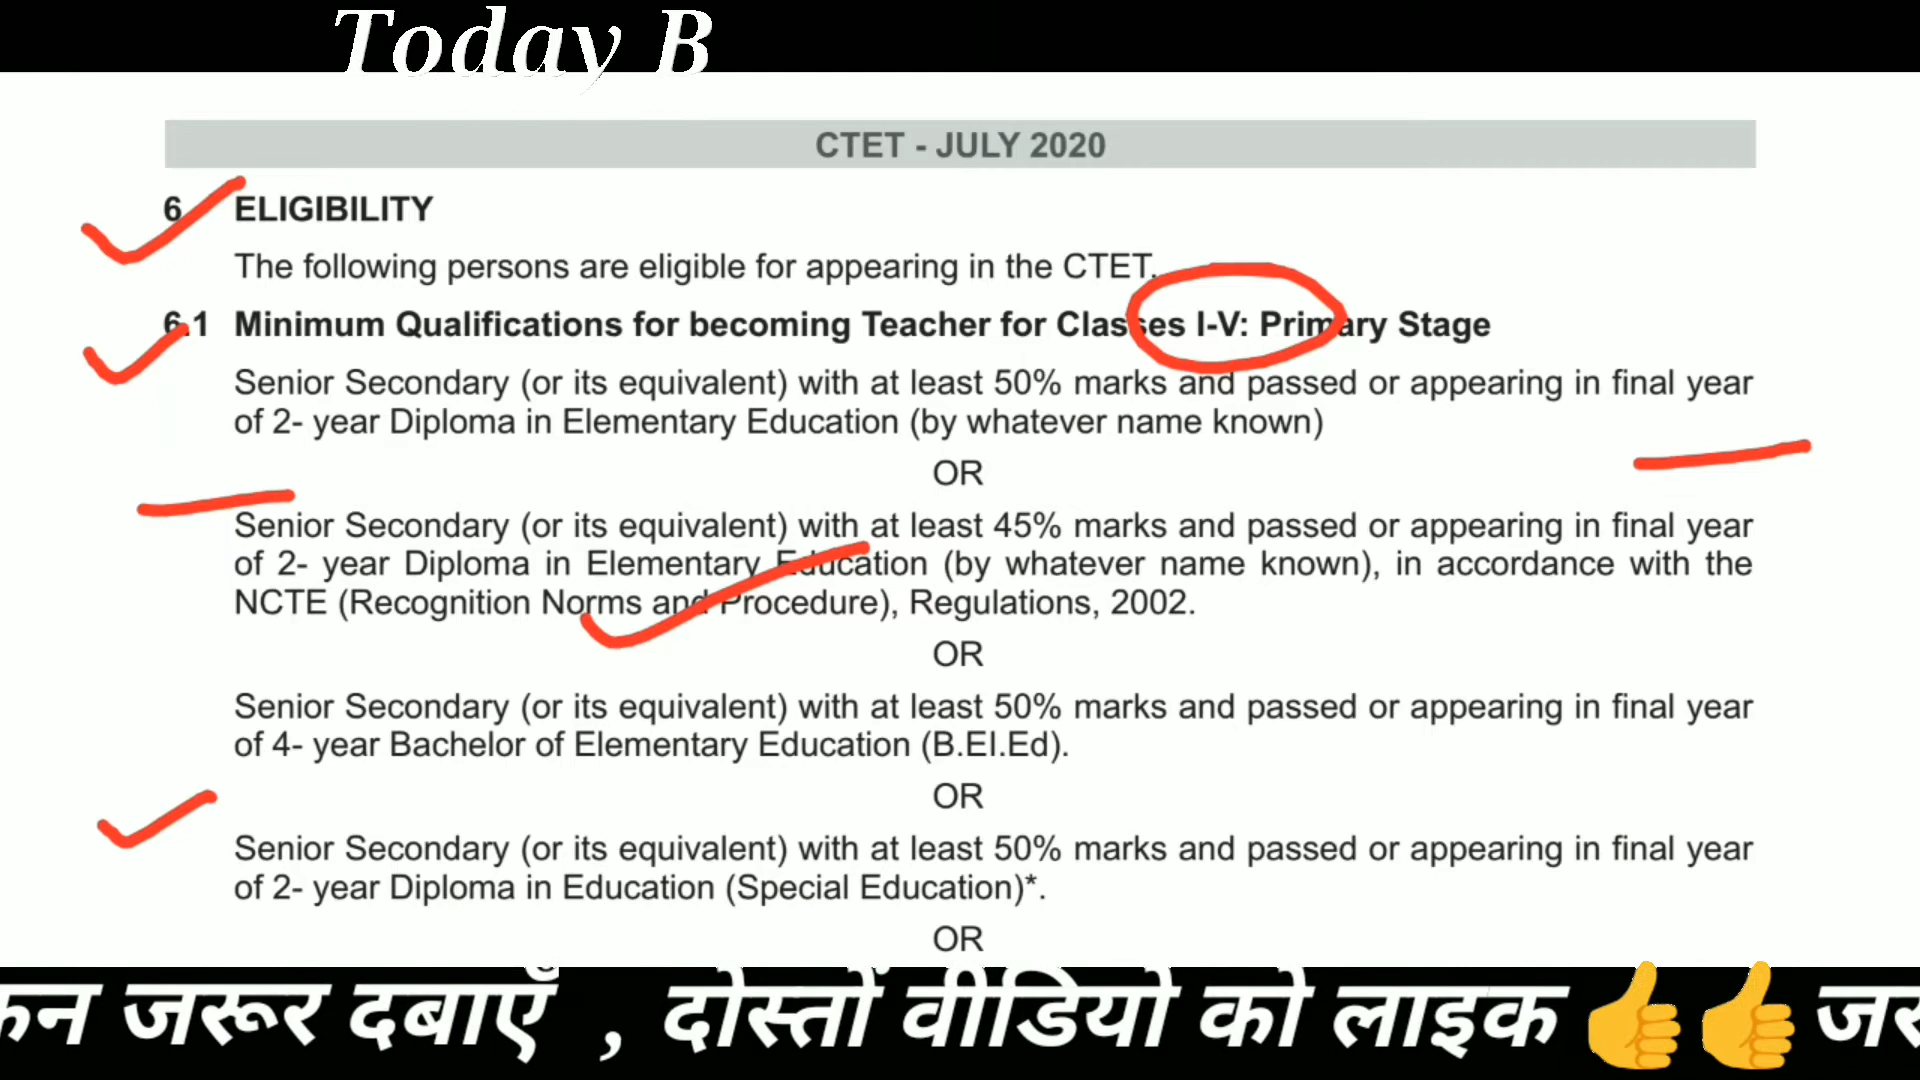 Today B
CTET - JULY 2020
6 ELIGIBILITY
The following persons are eligible for appearing in the CTET.
6.1 Minimum Qualifications for becoming Teacher for Classes I-V: Primary Stage
Senior Secondary (or its equivalent) with at least 50% marks and passed or appearing in final year
of 2- year Diploma in Elementary Education (by whatever name known)
OR
Senior Secondary (or its equivalent) with at least 45% marks and passed or appearing in final year
of 2- year Diploma in Elementary Education (by whatever name known), in accordance with the
NCTE (Recognition Norms and Procedure), Regulations, 2002.
OR
Senior Secondary (or its equivalent) with at least 50% marks and passed or appearing in final year
of 4- year Bachelor of Elementary Education (B.El.Ed).
OR
Senior Secondary (or its equivalent) with at least 50% marks and passed or appearing in final year
of 2- year Diploma in Education (Special Education)*.
OR
जरूर दबाएँ , दोस्तों वीडियो को लाइक 👍👍